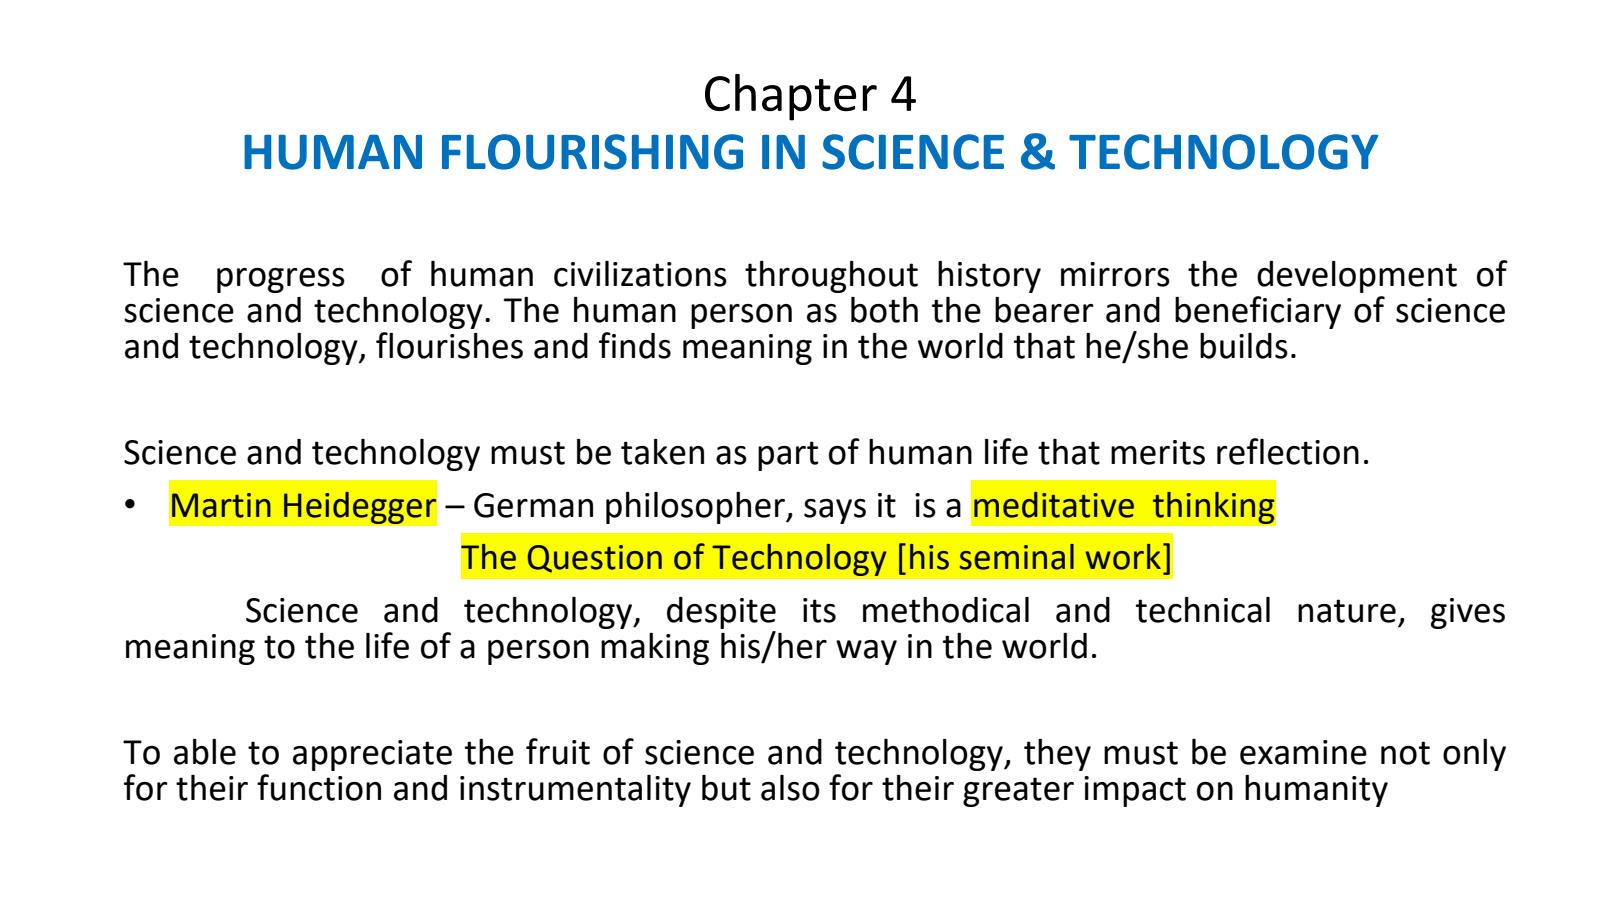 Chapter 4
HUMAN FLOURISHING IN SCIENCE & TECHNOLOGY
The progress of human civilizations throughout history mirrors the development of
science and technology. The human person as both the bearer and beneficiary of science
and technology, flourishes and finds meaning in the world that he/she builds.
Science and technology must be taken as part of human life that merits reflection.
• Martin Heidegger – German philosopher, says it is a meditative thinking
The Question of Technology [his seminal work]
Science and technology, despite its methodical and technical nature, gives
meaning to the life of a person making his/her way in the world.
To able to appreciate the fruit of science and technology, they must be examine not only
for their function and instrumentality but also for their greater impact on humanity